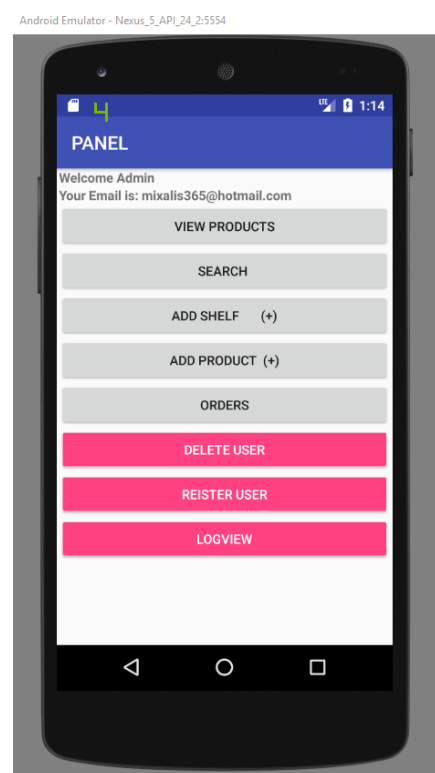 Android Emulator - Nexus_5_API_24_2:5554
4
LTE 1:14
PANEL
Welcome Admin
Your Email is: mixalis365@hotmail.com
VIEW PRODUCTS
SEARCH
ADD SHELF (+)
ADD PRODUCT (+)
ORDERS
DELETE USER
REISTER USER
LOGVIEW